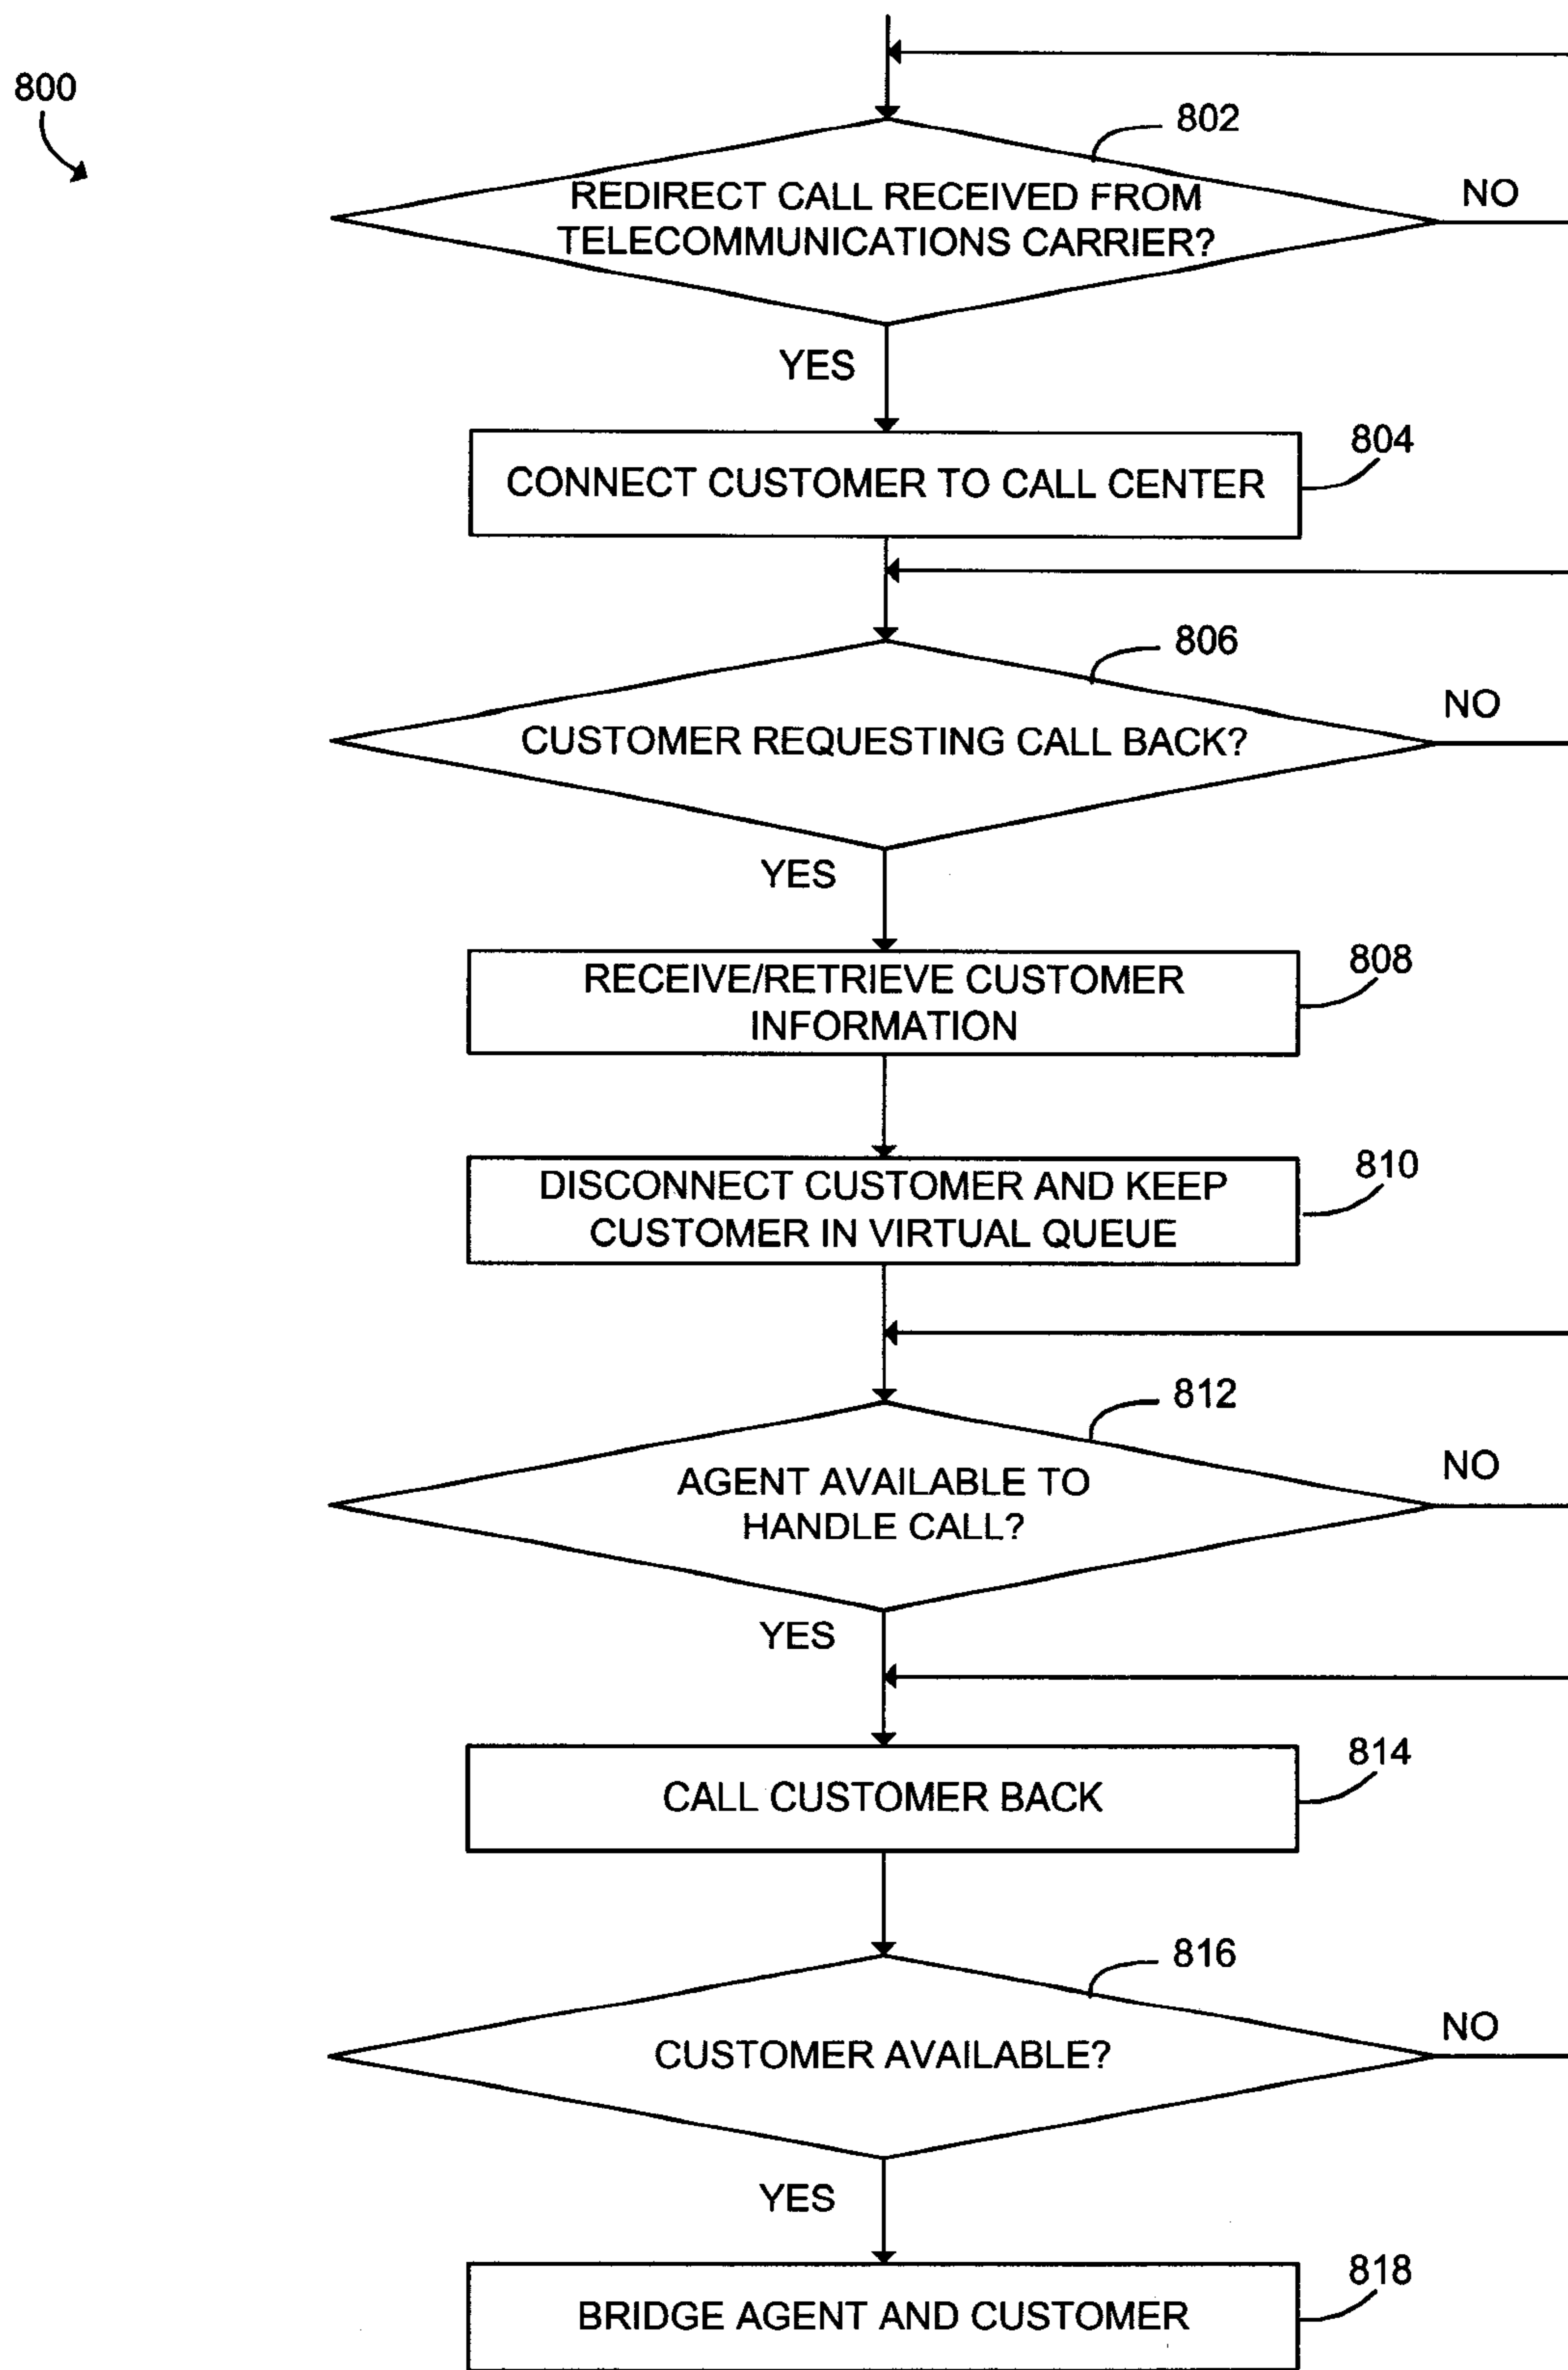 800
802
REDIRECT CALL RECEIVED FROM
TELECOMMUNICATIONS CARRIER?
NO
YES
804
CONNECT CUSTOMER TO CALL CENTER
806
CUSTOMER REQUESTING CALL BACK?
NO
YES
808
RECEIVE/RETRIEVE CUSTOMER
INFORMATION
810
DISCONNECT CUSTOMER AND KEEP
CUSTOMER IN VIRTUAL QUEUE
812
AGENT AVAILABLE TO
HANDLE CALL?
NO
YES
814
CALL CUSTOMER BACK
816
CUSTOMER AVAILABLE?
NO
YES
818
BRIDGE AGENT AND CUSTOMER